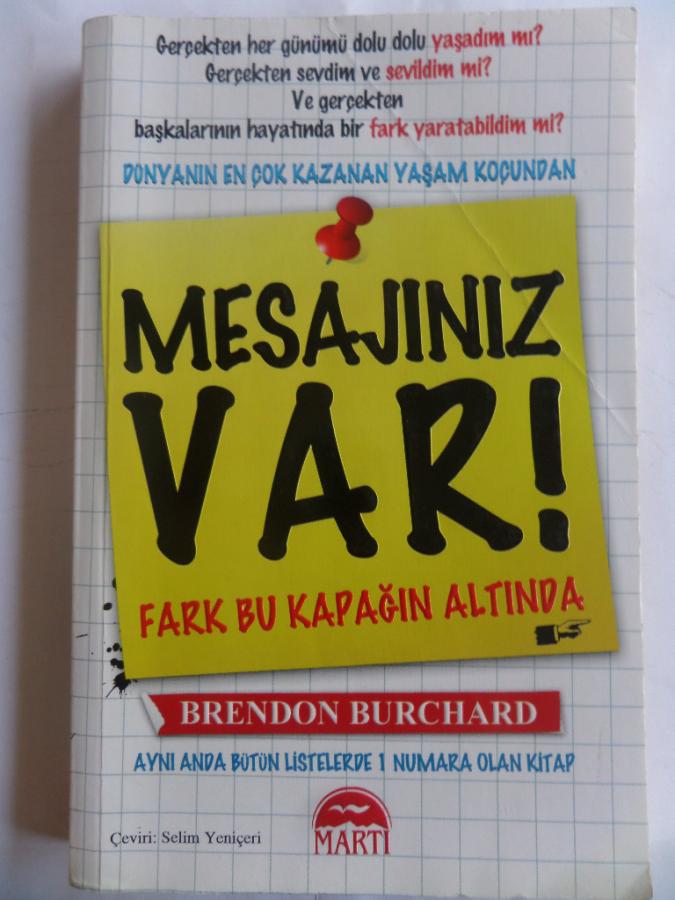 Gerçekten her günümü dolu dolu yaşadım mı?
Gerçekten sevdim ve sevildim mi?
Ve gerçekten
başkalarının hayatında bir fark yaratabildim mi?
DÜNYANIN EN ÇOK KAZANAN YAŞAM KOÇUNDAN
MESAJINIZ
VAR!
FARK BU KAPAĞIN ALTINDA
BRENDON BURCHARD
AYNI ANDA BÜTÜN LİSTELERDE 1 NUMARA OLAN KİTAP
Çeviri: Selim Yeniçeri
MARTI